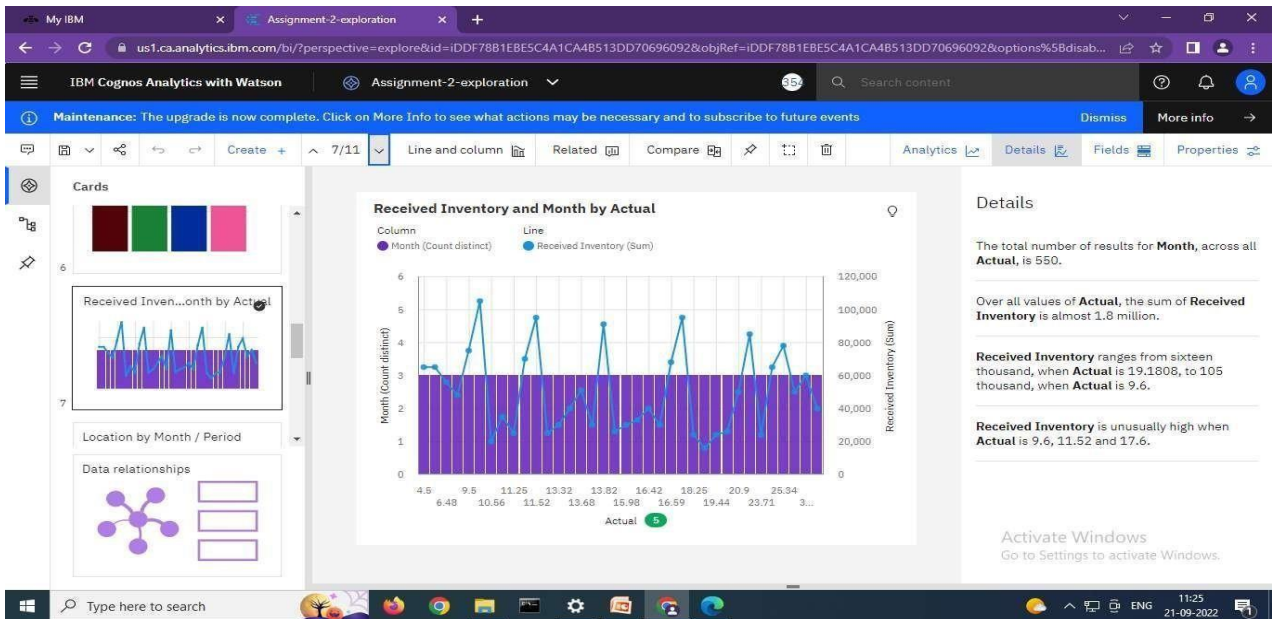 My IBM
Assignment-2-exploration
us1.ca.analytics.ibm.com/bi/?perspective=explore&id=iDDF78B1EBE5C4A1CA4B513DD70696092&objRef=iDDF78B1EBE5C4A1CA4B513DD70696092&options%5Bdisab...
IBM Cognos Analytics with Watson
Assignment-2-exploration
354
Search content
Maintenance: The upgrade is now complete. Click on More Info to see what actions may be necessary and to subscribe to future events
Dismiss
More info
Create +
7/11
Line and column
Related
Compare
Analytics
Details
Fields
Properties
Cards
6
Received Inven...onth by Actual
7
Location by Month / Period
Data relationships
Received Inventory and Month by Actual
Column
Line
Month (Count distinct)
Received Inventory (Sum)
Month (Count distinct)
6
5
4
3
2
1
0
120,000
100,000
80,000
60,000
40,000
20,000
0
Received Inventory (Sum)
4.5 9.5 11.25 13.32 13.82 16.42 18.25 20.9 25.34
6.48 10.56 11.52 13.68 15.98 16.59 19.44 23.71 3...
Actual 5
Details
The total number of results for Month, across all
Actual, is 550.
Over all values of Actual, the sum of Received
Inventory is almost 1.8 million.
Received Inventory ranges from sixteen
thousand, when Actual is 19.1808, to 105
thousand, when Actual is 9.6.
Received Inventory is unusually high when
Actual is 9.6, 11.52 and 17.6.
Activate Windows
Go to Settings to activate Windows.
Type here to search
ENG
11:25
21-09-2022